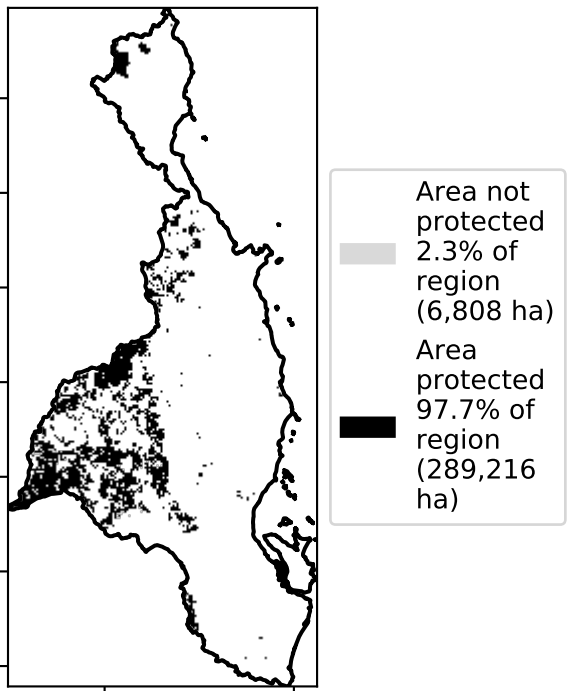 Area not
protected
2.3% of
region
(6,808 ha)
Area
protected
97.7% of
region
(289,216
ha)